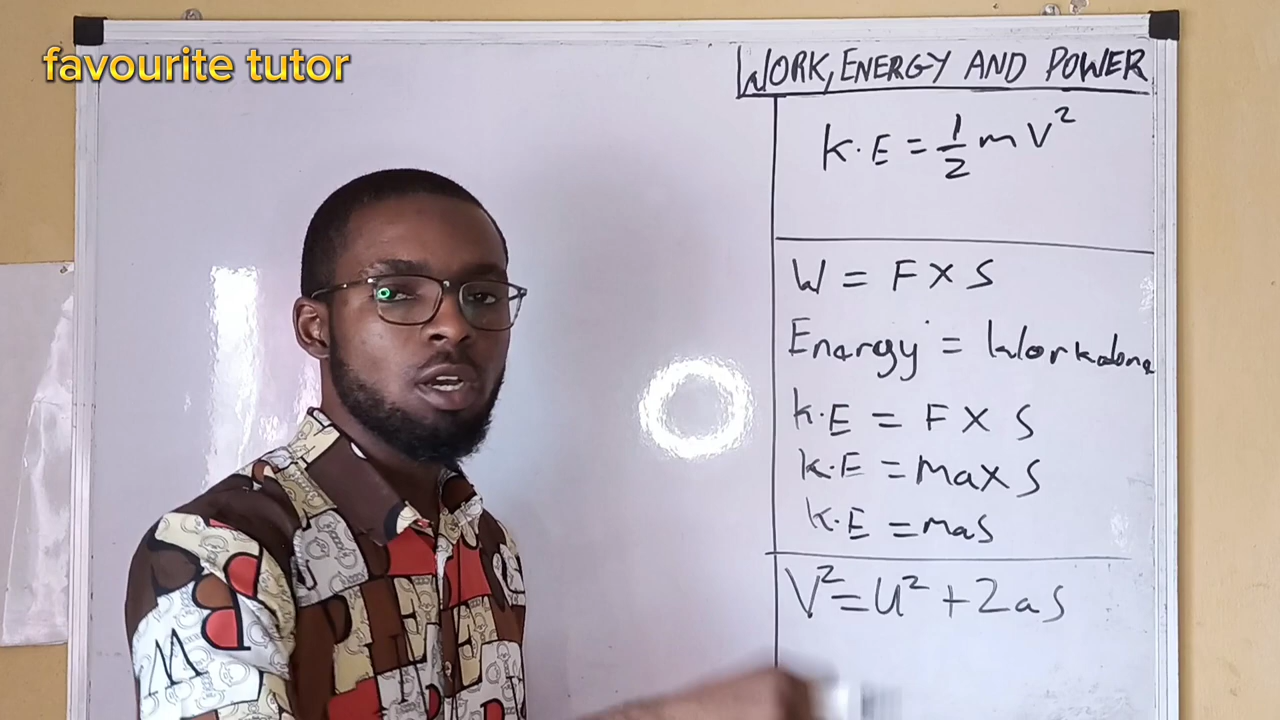 favourite tutor
WORK, ENERGY AND POWER
K.E = 1/2 mV²
W = F X S
Energy = Workdone
K.E = F X S
K.E = ma X S
K.E = mas
V² = U² + 2as